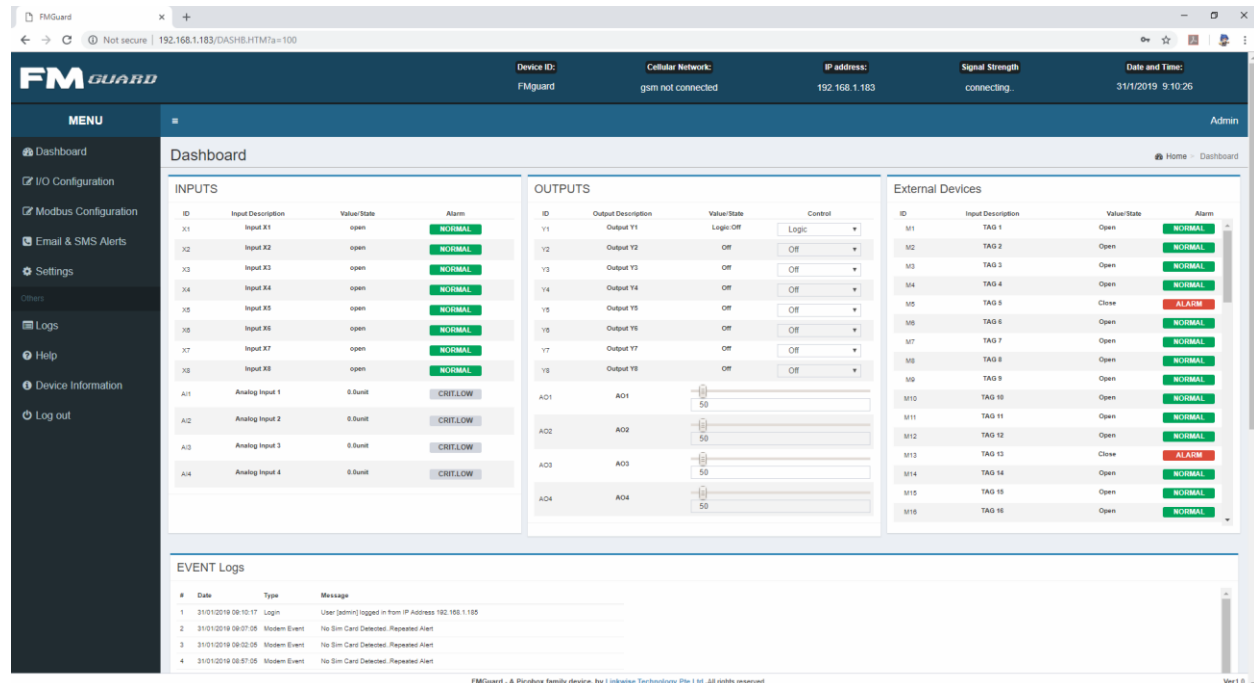 FMGuard
Not secure | 192.168.1.183/DASHB.HTM?a=100
FM GUARD
Device ID: Cellular Network: IP address: Signal Strength Date and Time:
FMguard gsm not connected 192.168.1.183 connecting.. 31/1/2019 9:10:26
MENU Admin
Dashboard
I/O Configuration
Modbus Configuration
Email & SMS Alerts
Settings
Others
Logs
Help
Device Information
Log out
Dashboard Home > Dashboard
INPUTS
ID Input Description Value/State Alarm
X1 Input X1 open NORMAL
X2 Input X2 open NORMAL
X3 Input X3 open NORMAL
X4 Input X4 open NORMAL
X5 Input X5 open NORMAL
X6 Input X6 open NORMAL
X7 Input X7 open NORMAL
X8 Input X8 open NORMAL
AI1 Analog Input 1 0.0unit CRIT.LOW
AI2 Analog Input 2 0.0unit CRIT.LOW
AI3 Analog Input 3 0.0unit CRIT.LOW
AI4 Analog Input 4 0.0unit CRIT.LOW
OUTPUTS
ID Output Description Value/State Control
Y1 Output Y1 Logic:Off Logic
Y2 Output Y2 Off Off
Y3 Output Y3 Off Off
Y4 Output Y4 Off Off
Y5 Output Y5 Off Off
Y6 Output Y6 Off Off
Y7 Output Y7 Off Off
Y8 Output Y8 Off Off
AO1 AO1 50
AO2 AO2 50
AO3 AO3 50
AO4 AO4 50
External Devices
ID Input Description Value/State Alarm
M1 TAG 1 Open NORMAL
M2 TAG 2 Open NORMAL
M3 TAG 3 Open NORMAL
M4 TAG 4 Open NORMAL
M5 TAG 5 Close ALARM
M6 TAG 6 Open NORMAL
M7 TAG 7 Open NORMAL
M8 TAG 8 Open NORMAL
M9 TAG 9 Open NORMAL
M10 TAG 10 Open NORMAL
M11 TAG 11 Open NORMAL
M12 TAG 12 Open NORMAL
M13 TAG 13 Close ALARM
M14 TAG 14 Open NORMAL
M15 TAG 15 Open NORMAL
M16 TAG 16 Open NORMAL
EVENT Logs
# Date Type Message
1 31/01/2019 09:10:17 Login User [admin] logged in from IP Address 192.168.1.185
2 31/01/2019 09:07:05 Modem Event No Sim Card Detected..Repeated Alert
3 31/01/2019 09:02:05 Modem Event No Sim Card Detected..Repeated Alert
4 31/01/2019 08:57:05 Modem Event No Sim Card Detected..Repeated Alert
FMGuard - A Picobox family device, by Linkwise Technology Pte Ltd. All rights reserved Ver1.0